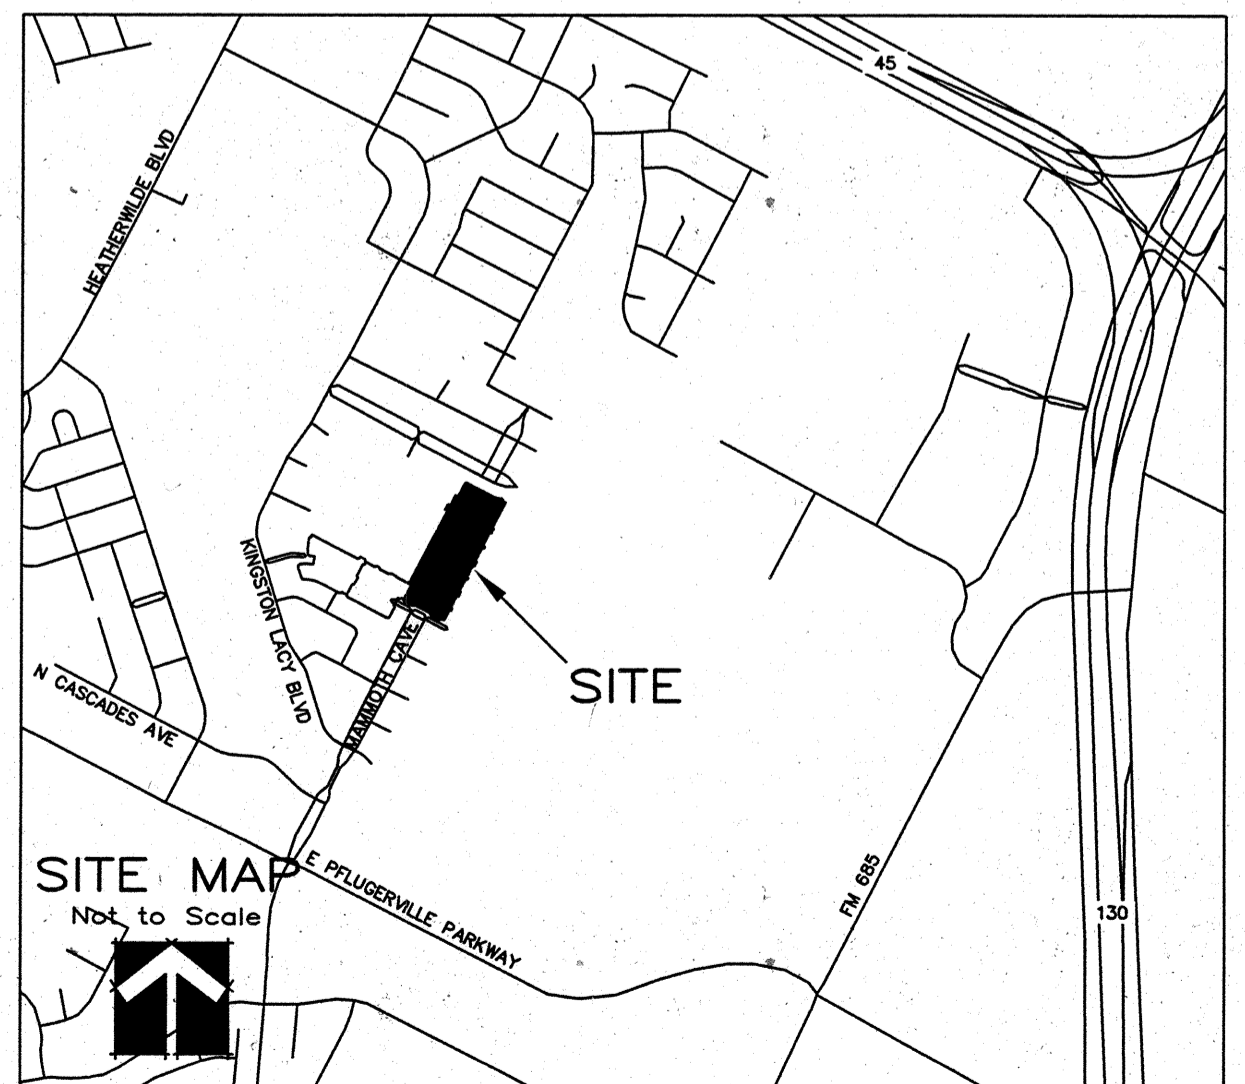 45
HEATHERWILDE BLVD
KINGSTON LACY BLVD
MAMMOTH CAVE
SITE
N CASCADES AVE
SITE MAP
Not to Scale
E PFLUGERVILLE PARKWAY
FM 685
130